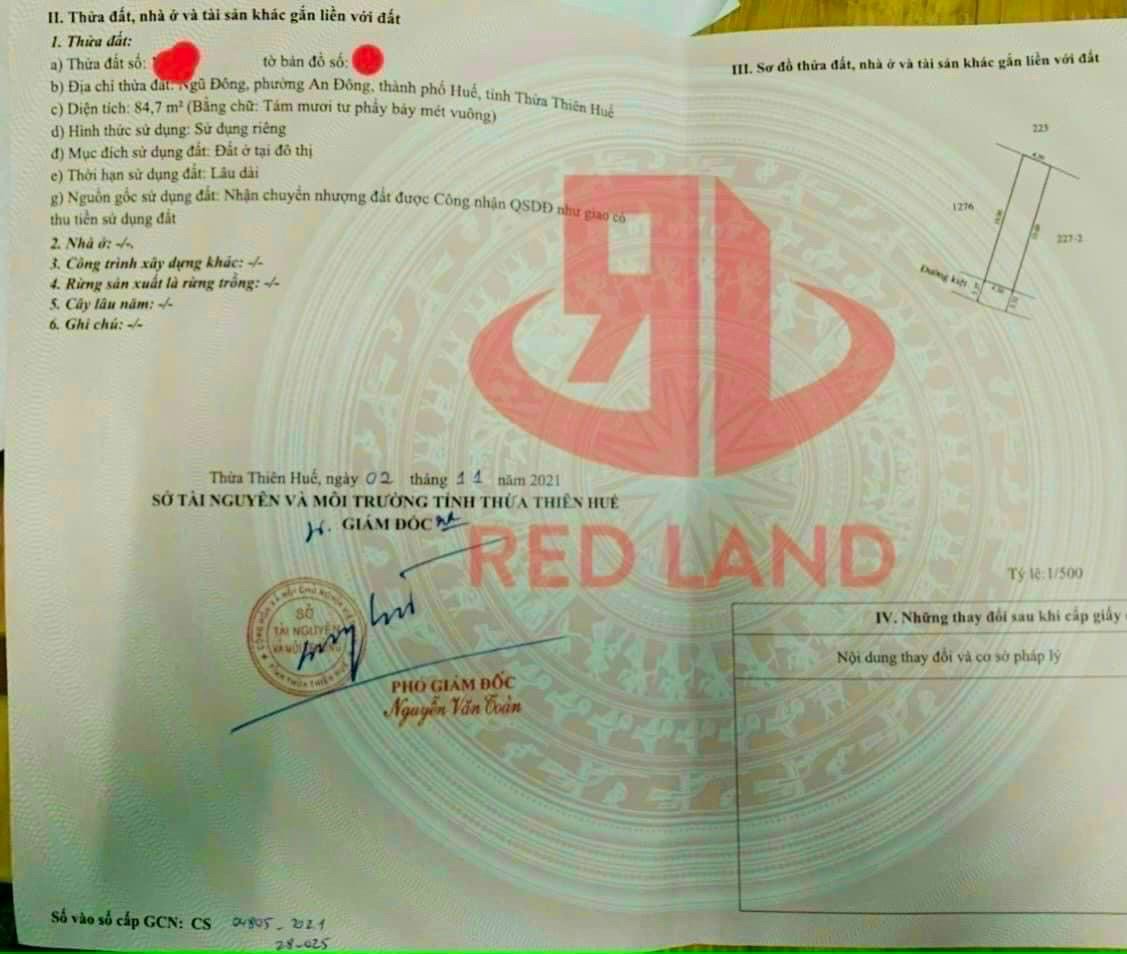 II. Thửa đất, nhà ở và tài sản khác gắn liền với đất
1. Thửa đất:
a) Thửa đất số: tờ bản đồ số:
b) Địa chỉ thửa đất: Ngũ Đông, phường An Đông, thành phố Huế, tỉnh Thừa Thiên Huế
c) Diện tích: 84,7 m² (Bằng chữ: Tám mươi tư phẩy bảy mét vuông)
d) Hình thức sử dụng: Sử dụng riêng
đ) Mục đích sử dụng đất: Đất ở tại đô thị
e) Thời hạn sử dụng đất: Lâu dài
g) Nguồn gốc sử dụng đất: Nhận chuyển nhượng đất được Công nhận QSDĐ như giao có
thu tiền sử dụng đất
2. Nhà ở: -/-.
3. Công trình xây dựng khác: -/-
4. Rừng sản xuất là rừng trồng: -/-
5. Cây lâu năm: -/-
6. Ghi chú: -/-
Thừa Thiên Huế, ngày 02 tháng 11 năm 2021
SỞ TÀI NGUYÊN VÀ MÔI TRƯỜNG TỈNH THỪA THIÊN HUẾ
GIÁM ĐỐC
SỞ
TÀI NGUYÊN
PHÓ GIÁM ĐỐC
Nguyễn Văn Toàn
Số vào sổ cấp GCN: CS 04805-2021
28-025
III. Sơ đồ thửa đất, nhà ở và tài sản khác gắn liền với đất
223
1276
227-2
Đường kiệt
RED LAND
Tỷ lệ: 1/500
IV. Những thay đổi sau khi cấp giấy
Nội dung thay đổi và cơ sở pháp lý